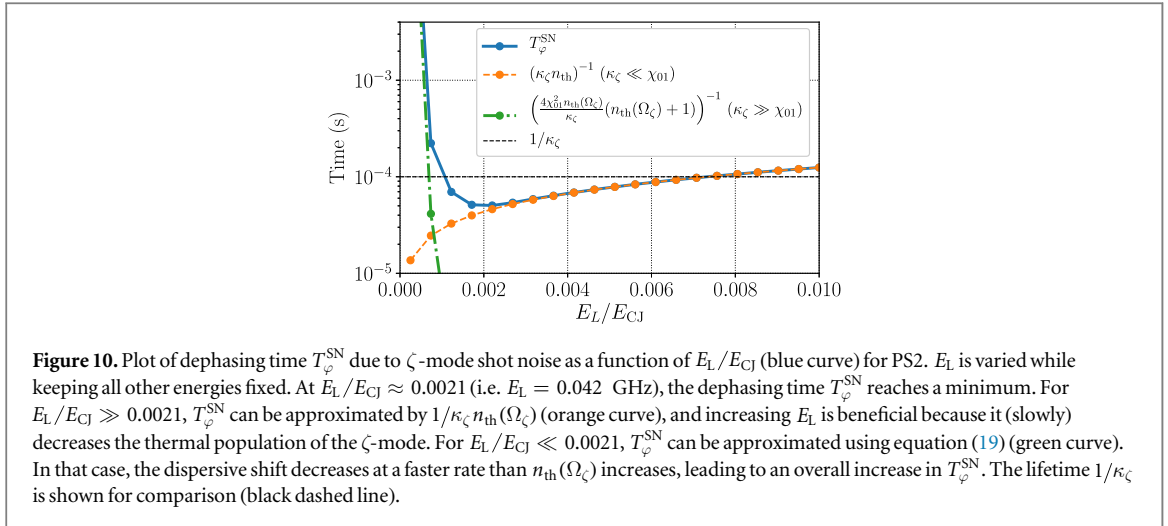 10⁻³
10⁻⁴
10⁻⁵
Time (s)
T_φ^SN
(κ_ζ n_th)⁻¹ (κ_ζ ≪ χ₀₁)
(4χ₀₁² n_th(Ω_ζ)/κ_ζ (n_th(Ω_ζ) + 1))⁻¹ (κ_ζ ≫ χ₀₁)
1/κ_ζ
0.000 0.002 0.004 0.006 0.008 0.010
E_L/E_CJ
Figure 10. Plot of dephasing time T_φ^SN due to ζ-mode shot noise as a function of E_L/E_CJ (blue curve) for PS2. E_L is varied while
keeping all other energies fixed. At E_L/E_CJ ≈ 0.0021 (i.e. E_L = 0.042 GHz), the dephasing time T_φ^SN reaches a minimum. For
E_L/E_CJ ≫ 0.0021, T_φ^SN can be approximated by 1/κ_ζ n_th(Ω_ζ) (orange curve), and increasing E_L is beneficial because it (slowly)
decreases the thermal population of the ζ-mode. For E_L/E_CJ ≪ 0.0021, T_φ^SN can be approximated using equation (19) (green curve).
In that case, the dispersive shift decreases at a faster rate than n_th(Ω_ζ) increases, leading to an overall increase in T_φ^SN. The lifetime 1/κ_ζ
is shown for comparison (black dashed line).